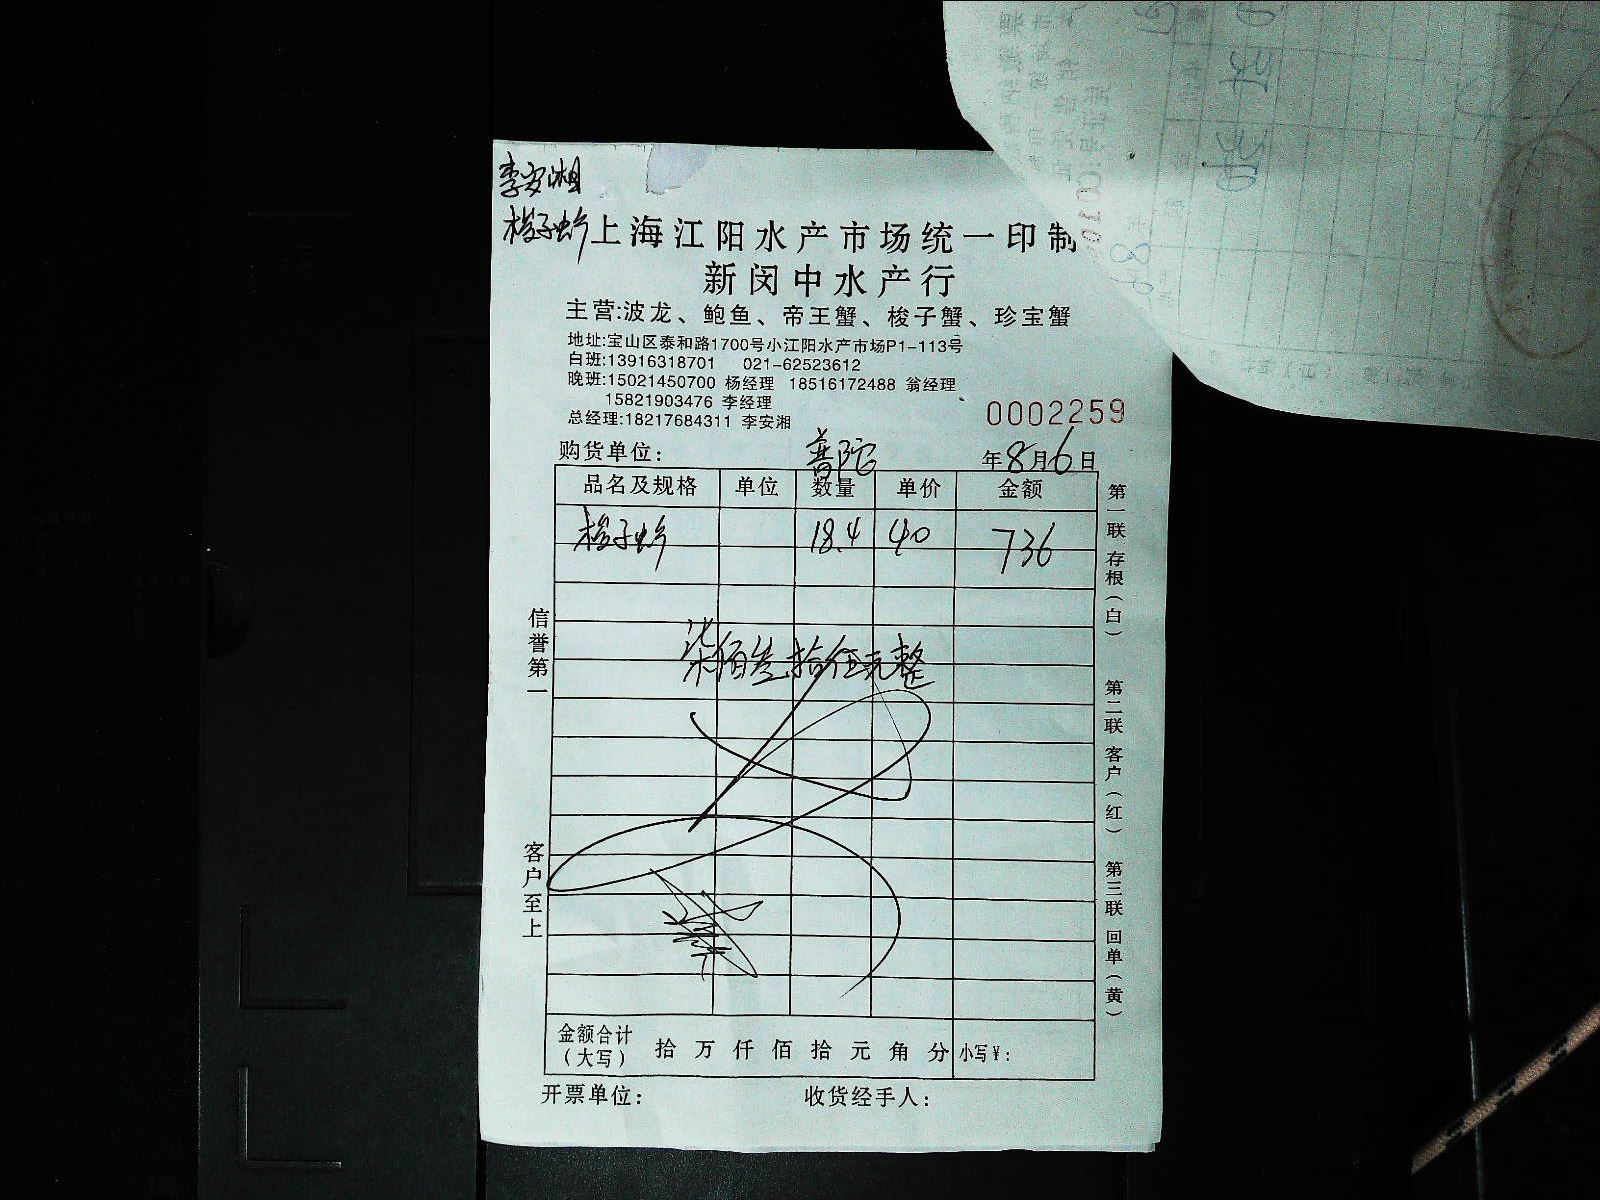 李安湘
梭子蚧
上海江阳水产市场统一印制
新闵中水产行
主营:波龙、鲍鱼、帝王蟹、梭子蟹、珍宝蟹
地址:宝山区泰和路1700号小江阳水产市场P1-113号
白班:13916318701 021-62523612
晚班:15021450700 杨经理 18516172488 翁经理
15821903476 李经理
总经理:18217684311 李安湘
0002259
购货单位: 普陀 年8月6日
品名及规格 单位 数量 单价 金额
梭子蚧 18.4 40 736
柒佰叁拾伍元整
信誉第一
客户至上
第一联 存根(白) 第二联 客户(红) 第三联 回单(黄)
金额合计(大写) 拾 万 仟 佰 拾 元 角 分 小写¥:
开票单位: 收货经手人: